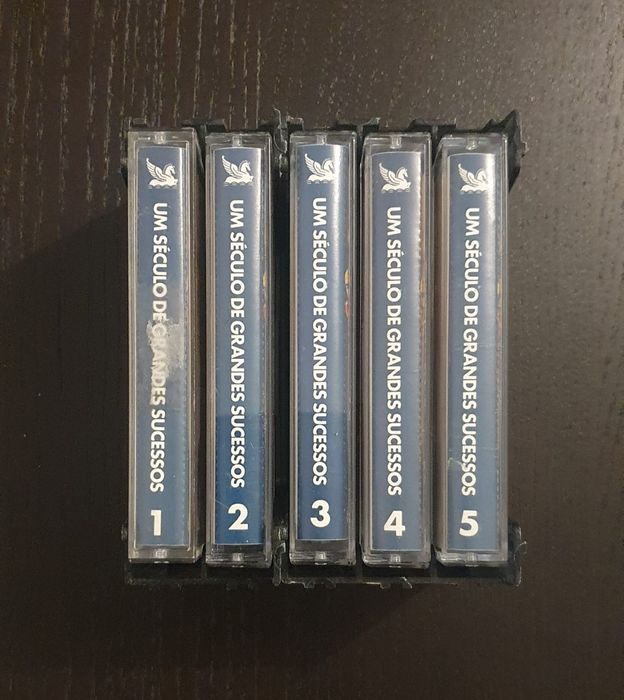 UM SÉCULO DE GRANDES SUCESSOS 1
UM SÉCULO DE GRANDES SUCESSOS 2
UM SÉCULO DE GRANDES SUCESSOS 3
UM SÉCULO DE GRANDES SUCESSOS 4
UM SÉCULO DE GRANDES SUCESSOS 5